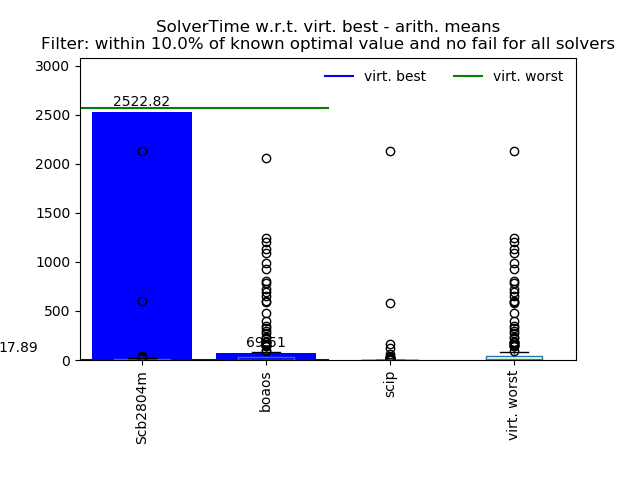 SolverTime w.r.t. virt. best - arith. means
Filter: within 10.0% of known optimal value and no fail for all solvers
3000
2500
2000
1500
1000
500
0
virt. best
virt. worst
2522.82
17.89
Scb2804m
boaos
scip
virt. worst